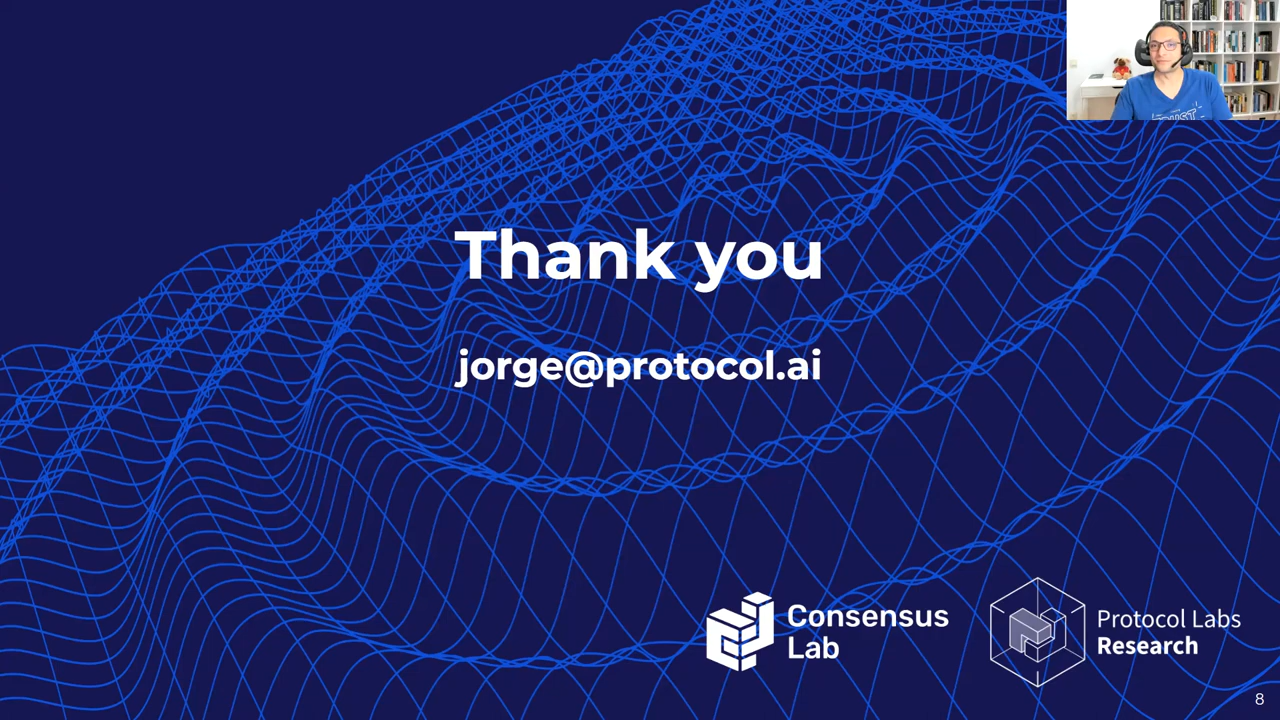 Thank you
jorge@protocol.ai
Consensus
Lab
Protocol Labs
Research
8